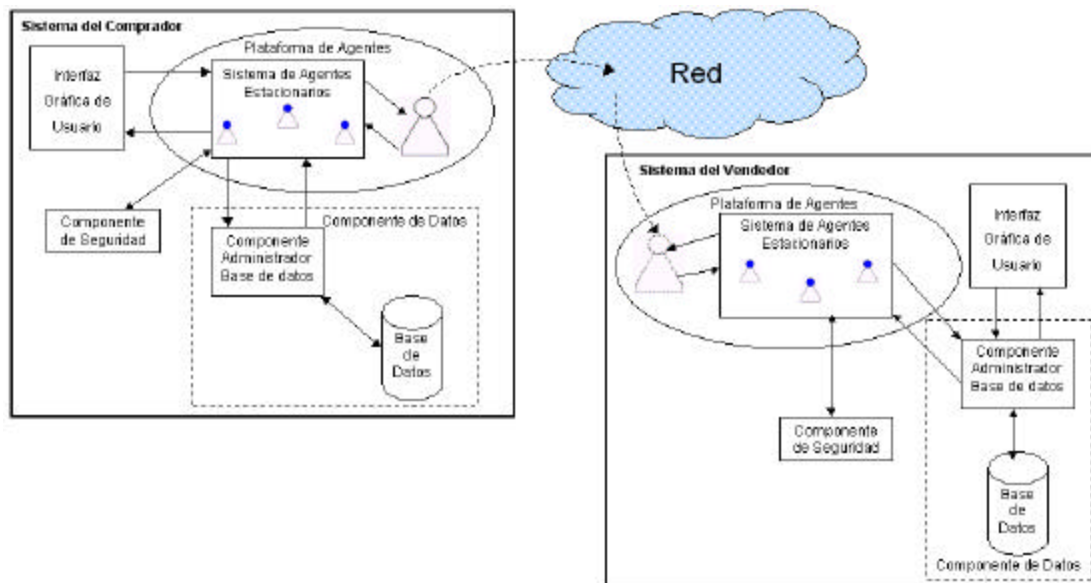 Sistema del Comprador
Interfaz
Gráfica de
Usuario
Plataforma de Agentes
Sistema de Agentes
Estacionarios
Componente
de Seguridad
Componente de Datos
Componente
Administrador
Base de datos
Base
de
Datos
Red
Sistema del Vendedor
Plataforma de Agentes
Sistema de Agentes
Estacionarios
Interfaz
Gráfica de
Usuario
Componente
Administrador
Base de datos
Componente
de Seguridad
Base
de
Datos
Componente de Datos